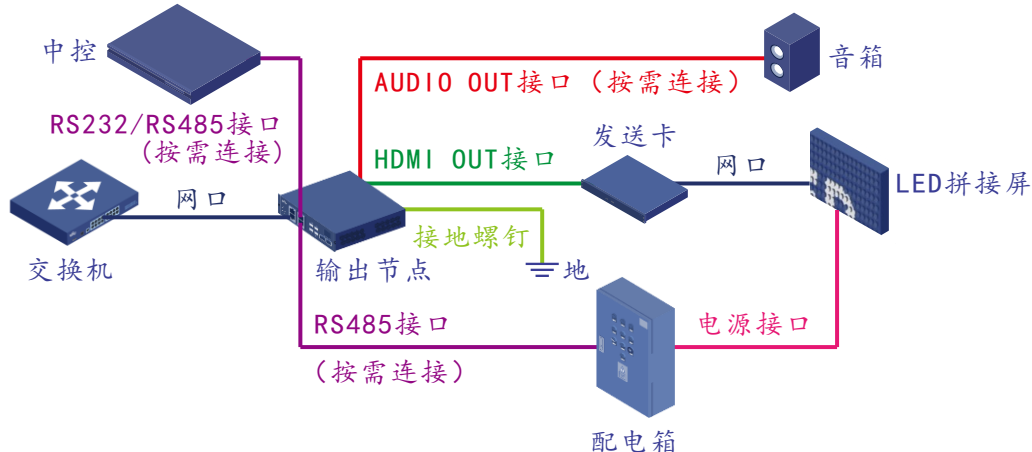 中控
音箱
AUDIO OUT接口（按需连接）
RS232/RS485接口
（按需连接）
发送卡
HDMI OUT接口
网口
网口
LED拼接屏
接地螺钉
交换机
输出节点
地
RS485接口
电源接口
（按需连接）
配电箱